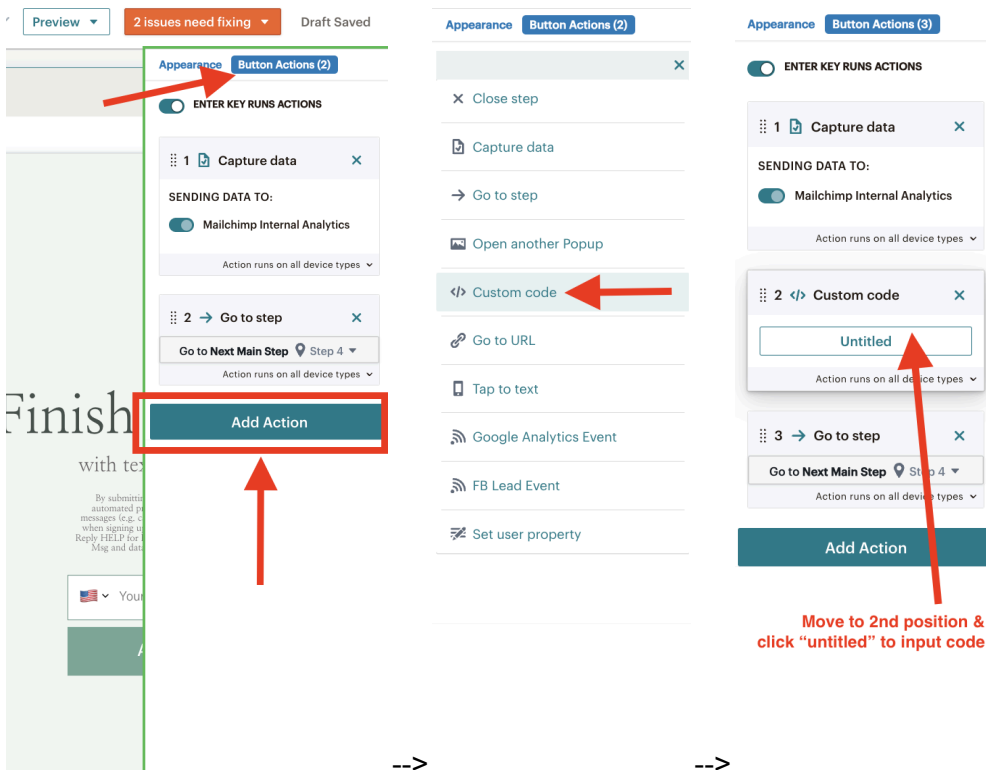 Preview
2 issues need fixing
Draft Saved
Appearance
Button Actions (2)
ENTER KEY RUNS ACTIONS
1 Capture data
SENDING DATA TO:
Mailchimp Internal Analytics
Action runs on all device types
2 Go to step
Go to Next Main Step Step 4
Action runs on all device types
Add Action
Finish
with tex
By submittin
automated p
messages (e.g. c
when signing u
Reply HELP for
Msg and data
Your
A
-->
Appearance
Button Actions (2)
Close step
Capture data
Go to step
Open another Popup
Custom code
Go to URL
Tap to text
Google Analytics Event
FB Lead Event
Set user property
-->
Appearance
Button Actions (3)
ENTER KEY RUNS ACTIONS
1 Capture data
SENDING DATA TO:
Mailchimp Internal Analytics
Action runs on all device types
2 Custom code
Untitled
Action runs on all device types
3 Go to step
Go to Next Main Step Step 4
Action runs on all device types
Add Action
Move to 2nd position &
click “untitled” to input code